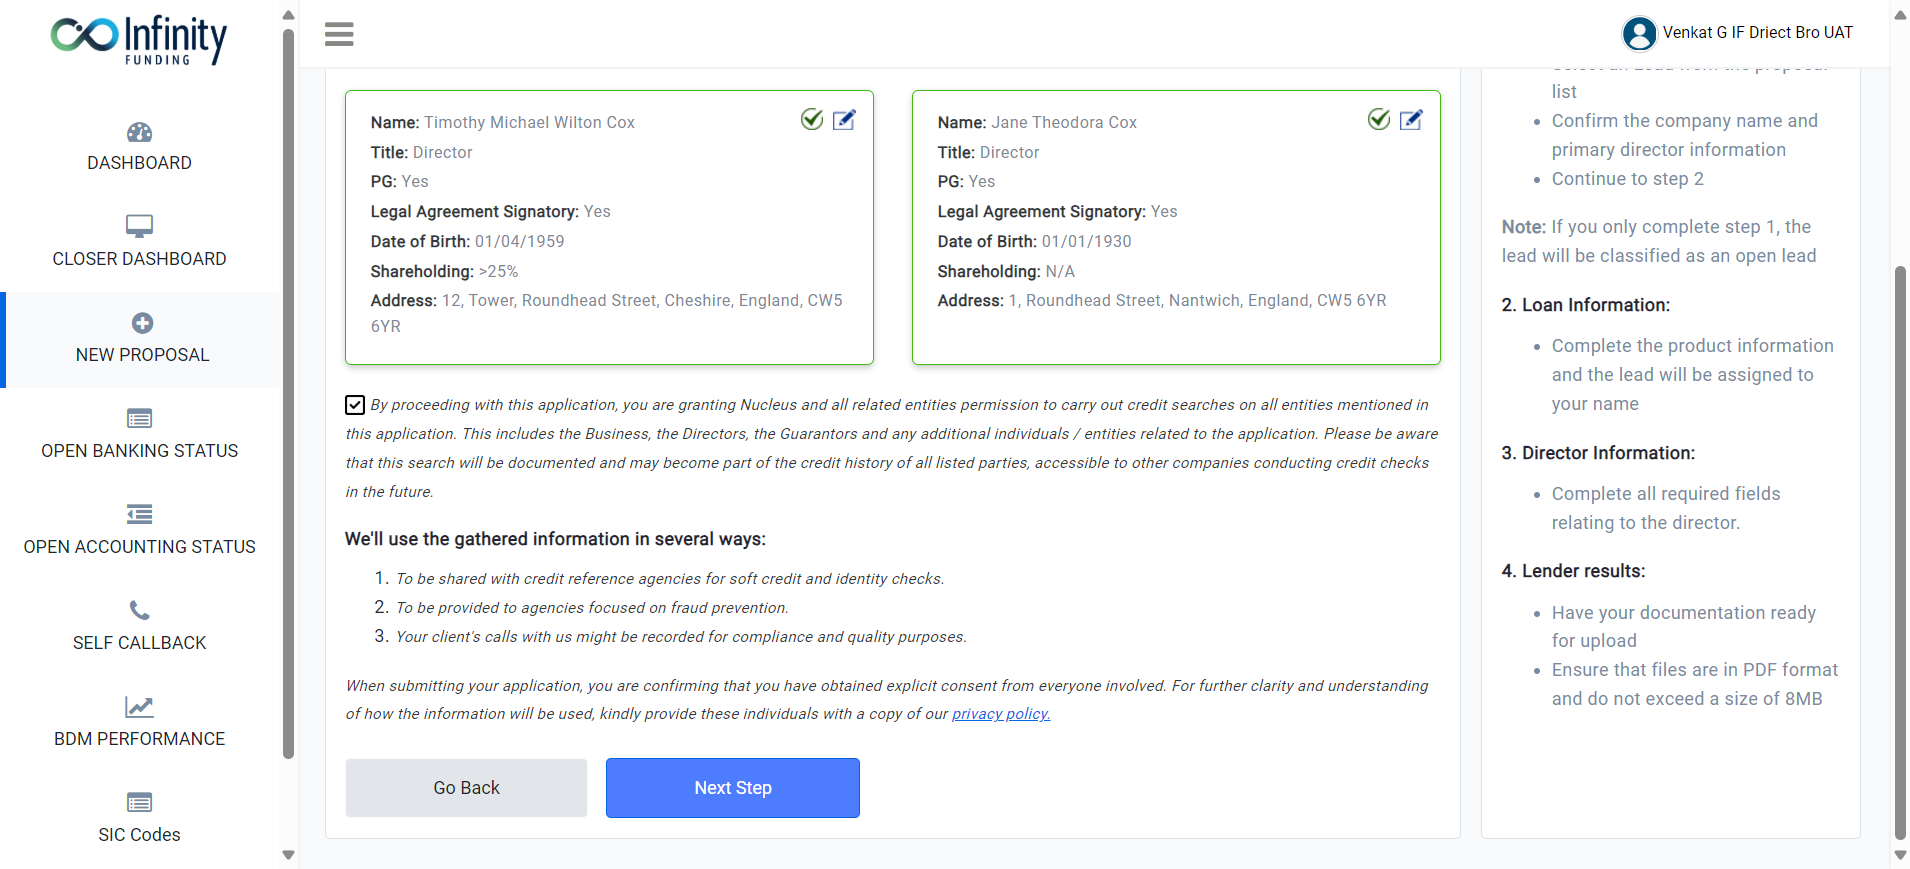 Infinity
FUNDING
DASHBOARD
CLOSER DASHBOARD
NEW PROPOSAL
OPEN BANKING STATUS
OPEN ACCOUNTING STATUS
SELF CALLBACK
BDM PERFORMANCE
SIC Codes
Venkat G IF Driect Bro UAT
Name: Timothy Michael Wilton Cox
Title: Director
PG: Yes
Legal Agreement Signatory: Yes
Date of Birth: 01/04/1959
Shareholding: >25%
Address: 12, Tower, Roundhead Street, Cheshire, England, CW5
6YR
Name: Jane Theodora Cox
Title: Director
PG: Yes
Legal Agreement Signatory: Yes
Date of Birth: 01/01/1930
Shareholding: N/A
Address: 1, Roundhead Street, Nantwich, England, CW5 6YR
By proceeding with this application, you are granting Nucleus and all related entities permission to carry out credit searches on all entities mentioned in
this application. This includes the Business, the Directors, the Guarantors and any additional individuals / entities related to the application. Please be aware
that this search will be documented and may become part of the credit history of all listed parties, accessible to other companies conducting credit checks
in the future.
We'll use the gathered information in several ways:
1. To be shared with credit reference agencies for soft credit and identity checks.
2. To be provided to agencies focused on fraud prevention.
3. Your client's calls with us might be recorded for compliance and quality purposes.
When submitting your application, you are confirming that you have obtained explicit consent from everyone involved. For further clarity and understanding
of how the information will be used, kindly provide these individuals with a copy of our privacy policy.
Go Back
Next Step
list
• Confirm the company name and
primary director information
• Continue to step 2
Note: If you only complete step 1, the
lead will be classified as an open lead
2. Loan Information:
• Complete the product information
and the lead will be assigned to
your name
3. Director Information:
• Complete all required fields
relating to the director.
4. Lender results:
• Have your documentation ready
for upload
• Ensure that files are in PDF format
and do not exceed a size of 8MB